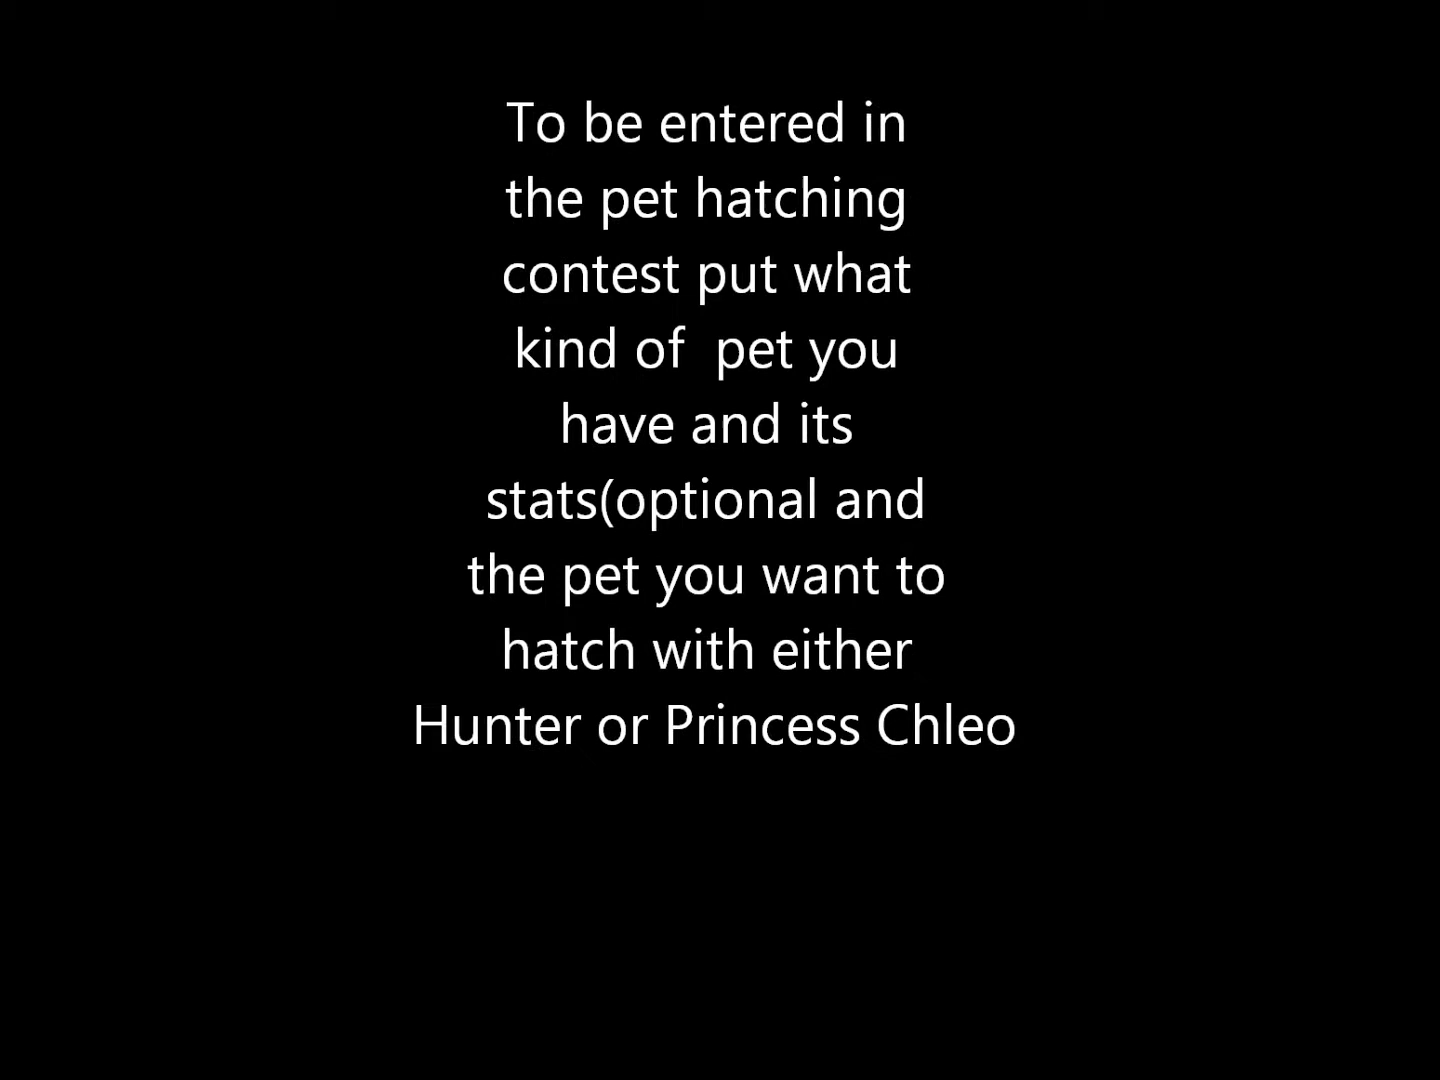 To be entered in
the pet hatching
contest put what
kind of  pet you
have and its
stats(optional and
the pet you want to
hatch with either
Hunter or Princess Chleo